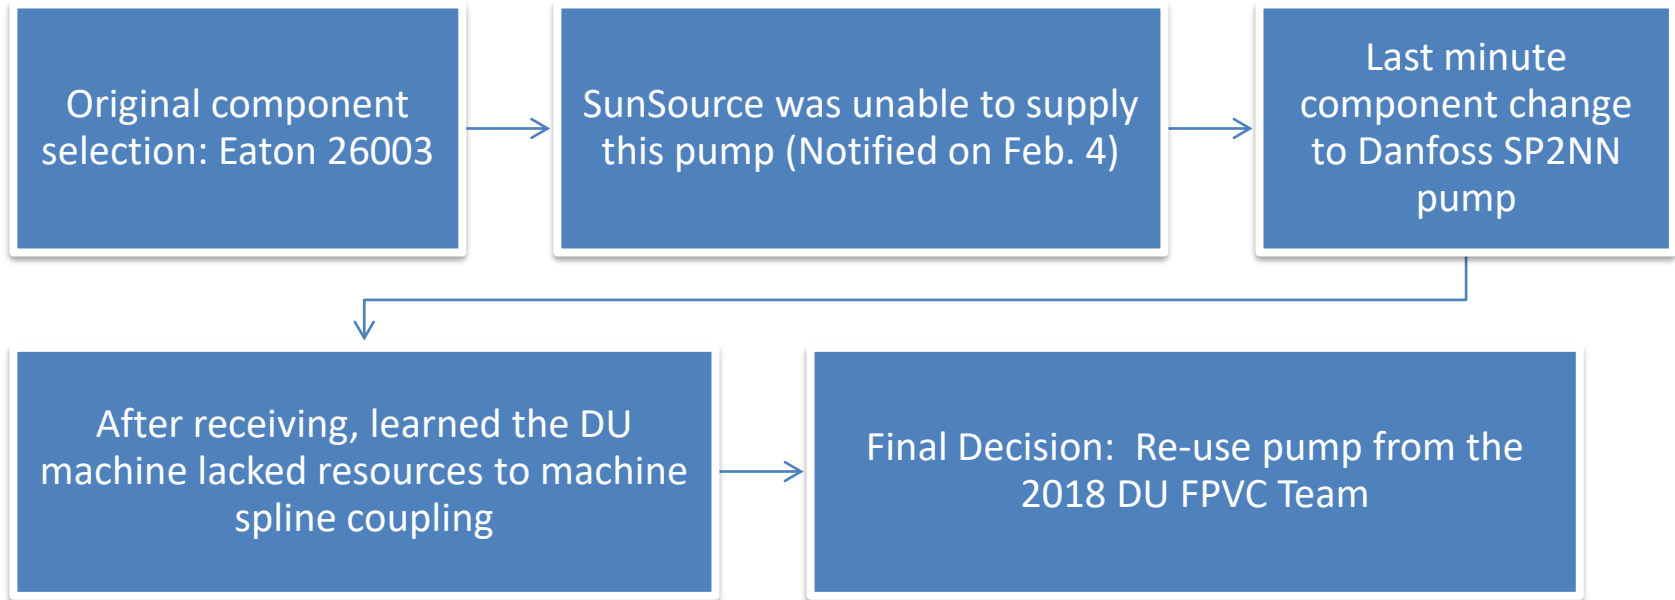 Original component
selection: Eaton 26003
SunSource was unable to supply
this pump (Notified on Feb. 4)
Last minute
component change
to Danfoss SP2NN
pump
After receiving, learned the DU
machine lacked resources to machine
spline coupling
Final Decision:  Re-use pump from the
2018 DU FPVC Team